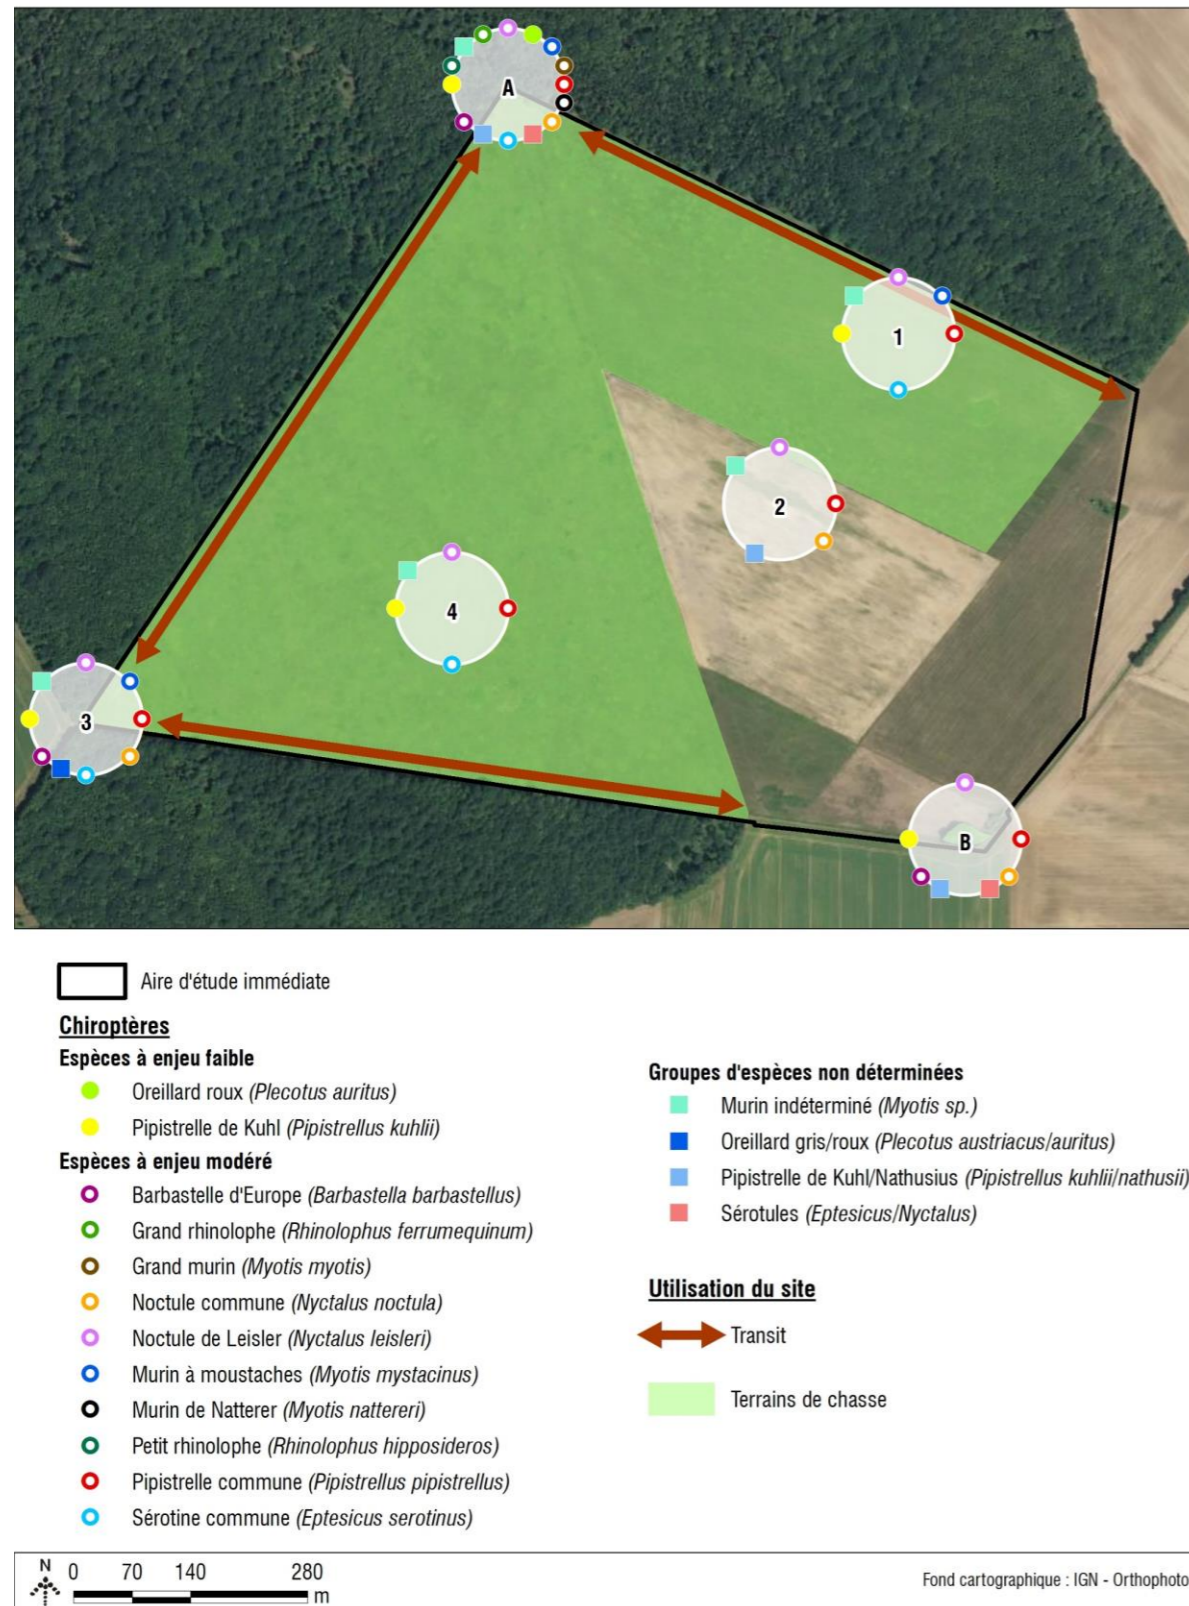 A
1
2
4
3
B
Aire d'étude immédiate
Chiroptères
Espèces à enjeu faible
Oreillard roux (Plecotus auritus)
Pipistrelle de Kuhl (Pipistrellus kuhlii)
Espèces à enjeu modéré
Barbastelle d'Europe (Barbastella barbastellus)
Grand rhinolophe (Rhinolophus ferrumequinum)
Grand murin (Myotis myotis)
Noctule commune (Nyctalus noctula)
Noctule de Leisler (Nyctalus leisleri)
Murin à moustaches (Myotis mystacinus)
Murin de Natterer (Myotis nattereri)
Petit rhinolophe (Rhinolophus hipposideros)
Pipistrelle commune (Pipistrellus pipistrellus)
Sérotine commune (Eptesicus serotinus)
Groupes d'espèces non déterminées
Murin indéterminé (Myotis sp.)
Oreillard gris/roux (Plecotus austriacus/auritus)
Pipistrelle de Kuhl/Nathusius (Pipistrellus kuhlii/nathusii)
Sérotules (Eptesicus/Nyctalus)
Utilisation du site
Transit
Terrains de chasse
N 0 70 140 280
m
Fond cartographique : IGN - Orthophoto